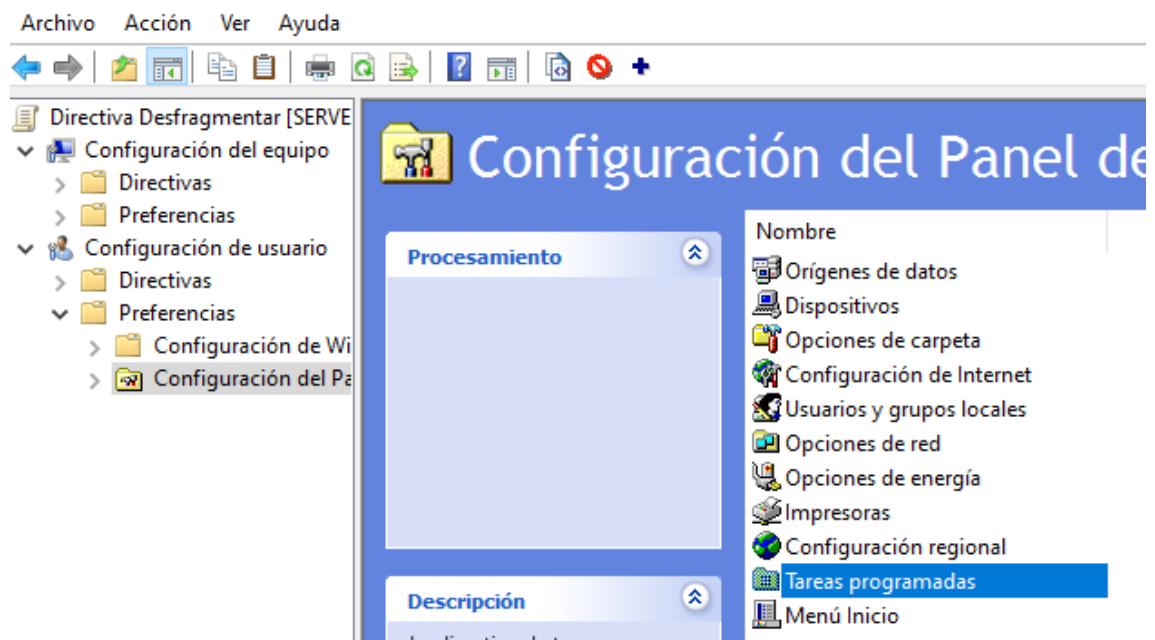 Archivo Acción Ver Ayuda
Directiva Desfragmentar [SERVE
Configuración del equipo
Directivas
Preferencias
Configuración de usuario
Directivas
Preferencias
Configuración de Wi
Configuración del Pa
Configuración del Panel de
Procesamiento
Descripción
Nombre
Orígenes de datos
Dispositivos
Opciones de carpeta
Configuración de Internet
Usuarios y grupos locales
Opciones de red
Opciones de energía
Impresoras
Configuración regional
Tareas programadas
Menú Inicio